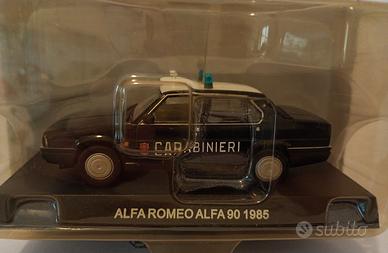 CARABINIERI
ALFA ROMEO ALFA 90 1985
subito